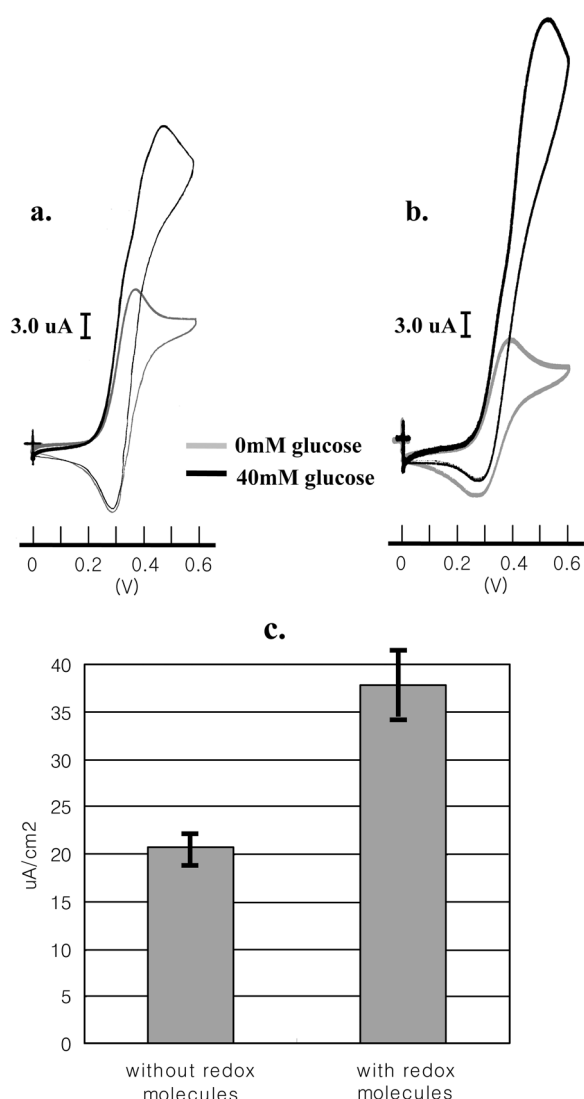 a.
b.
3.0 uA
3.0 uA
0mM glucose
40mM glucose
0 0.2 0.4 0.6
(V)
0 0.2 0.4 0.6
(V)
c.
40
35
30
25
20
15
10
5
0
uA/cm2
without redox
molecules
with redox
molecules